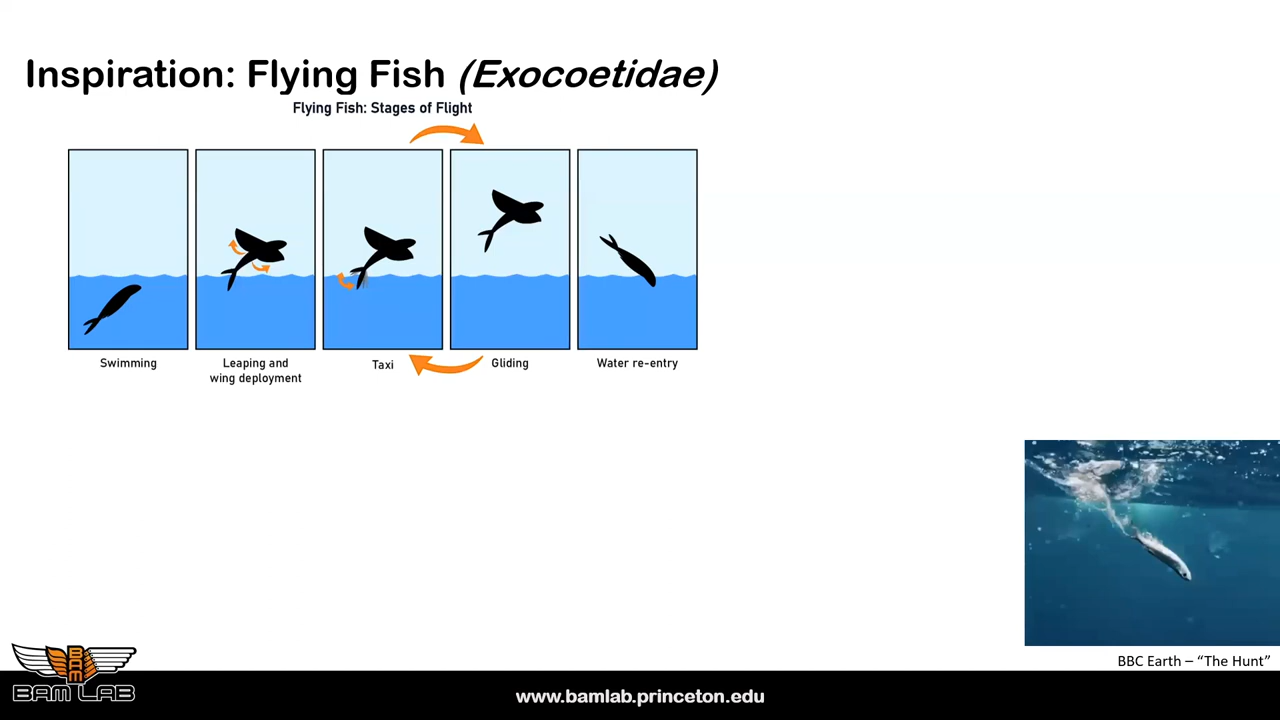 Inspiration: Flying Fish (Exocoetidae)
Flying Fish: Stages of Flight
Swimming
Leaping and
wing deployment
Taxi
Gliding
Water re-entry
BBC Earth – “The Hunt”
BAM
BAM LAB
www.bamlab.princeton.edu